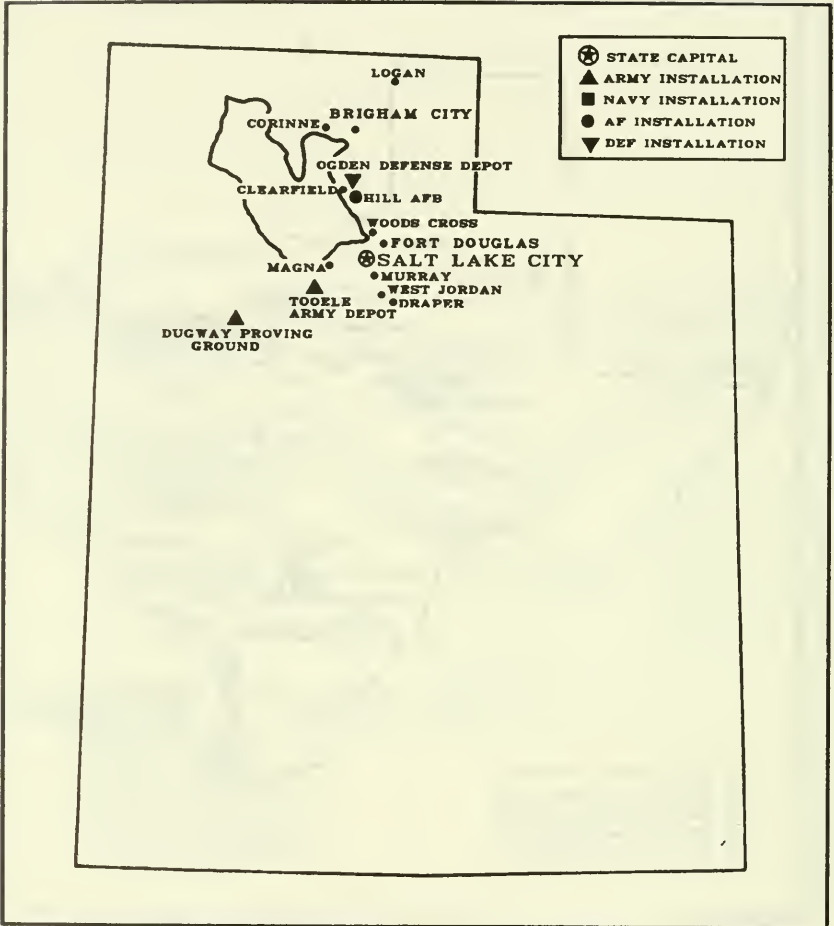 STATE CAPITAL
ARMY INSTALLATION
NAVY INSTALLATION
AF INSTALLATION
DEF INSTALLATION
LOGAN
BRIGHAM CITY
CORINNE
OGDEN DEFENSE DEPOT
CLEARFIELD
HILL AFB
WOODS CROSS
FORT DOUGLAS
SALT LAKE CITY
MAGNA
MURRAY
WEST JORDAN
DRAPER
TOOELE
ARMY DEPOT
DUGWAY PROVING
GROUND